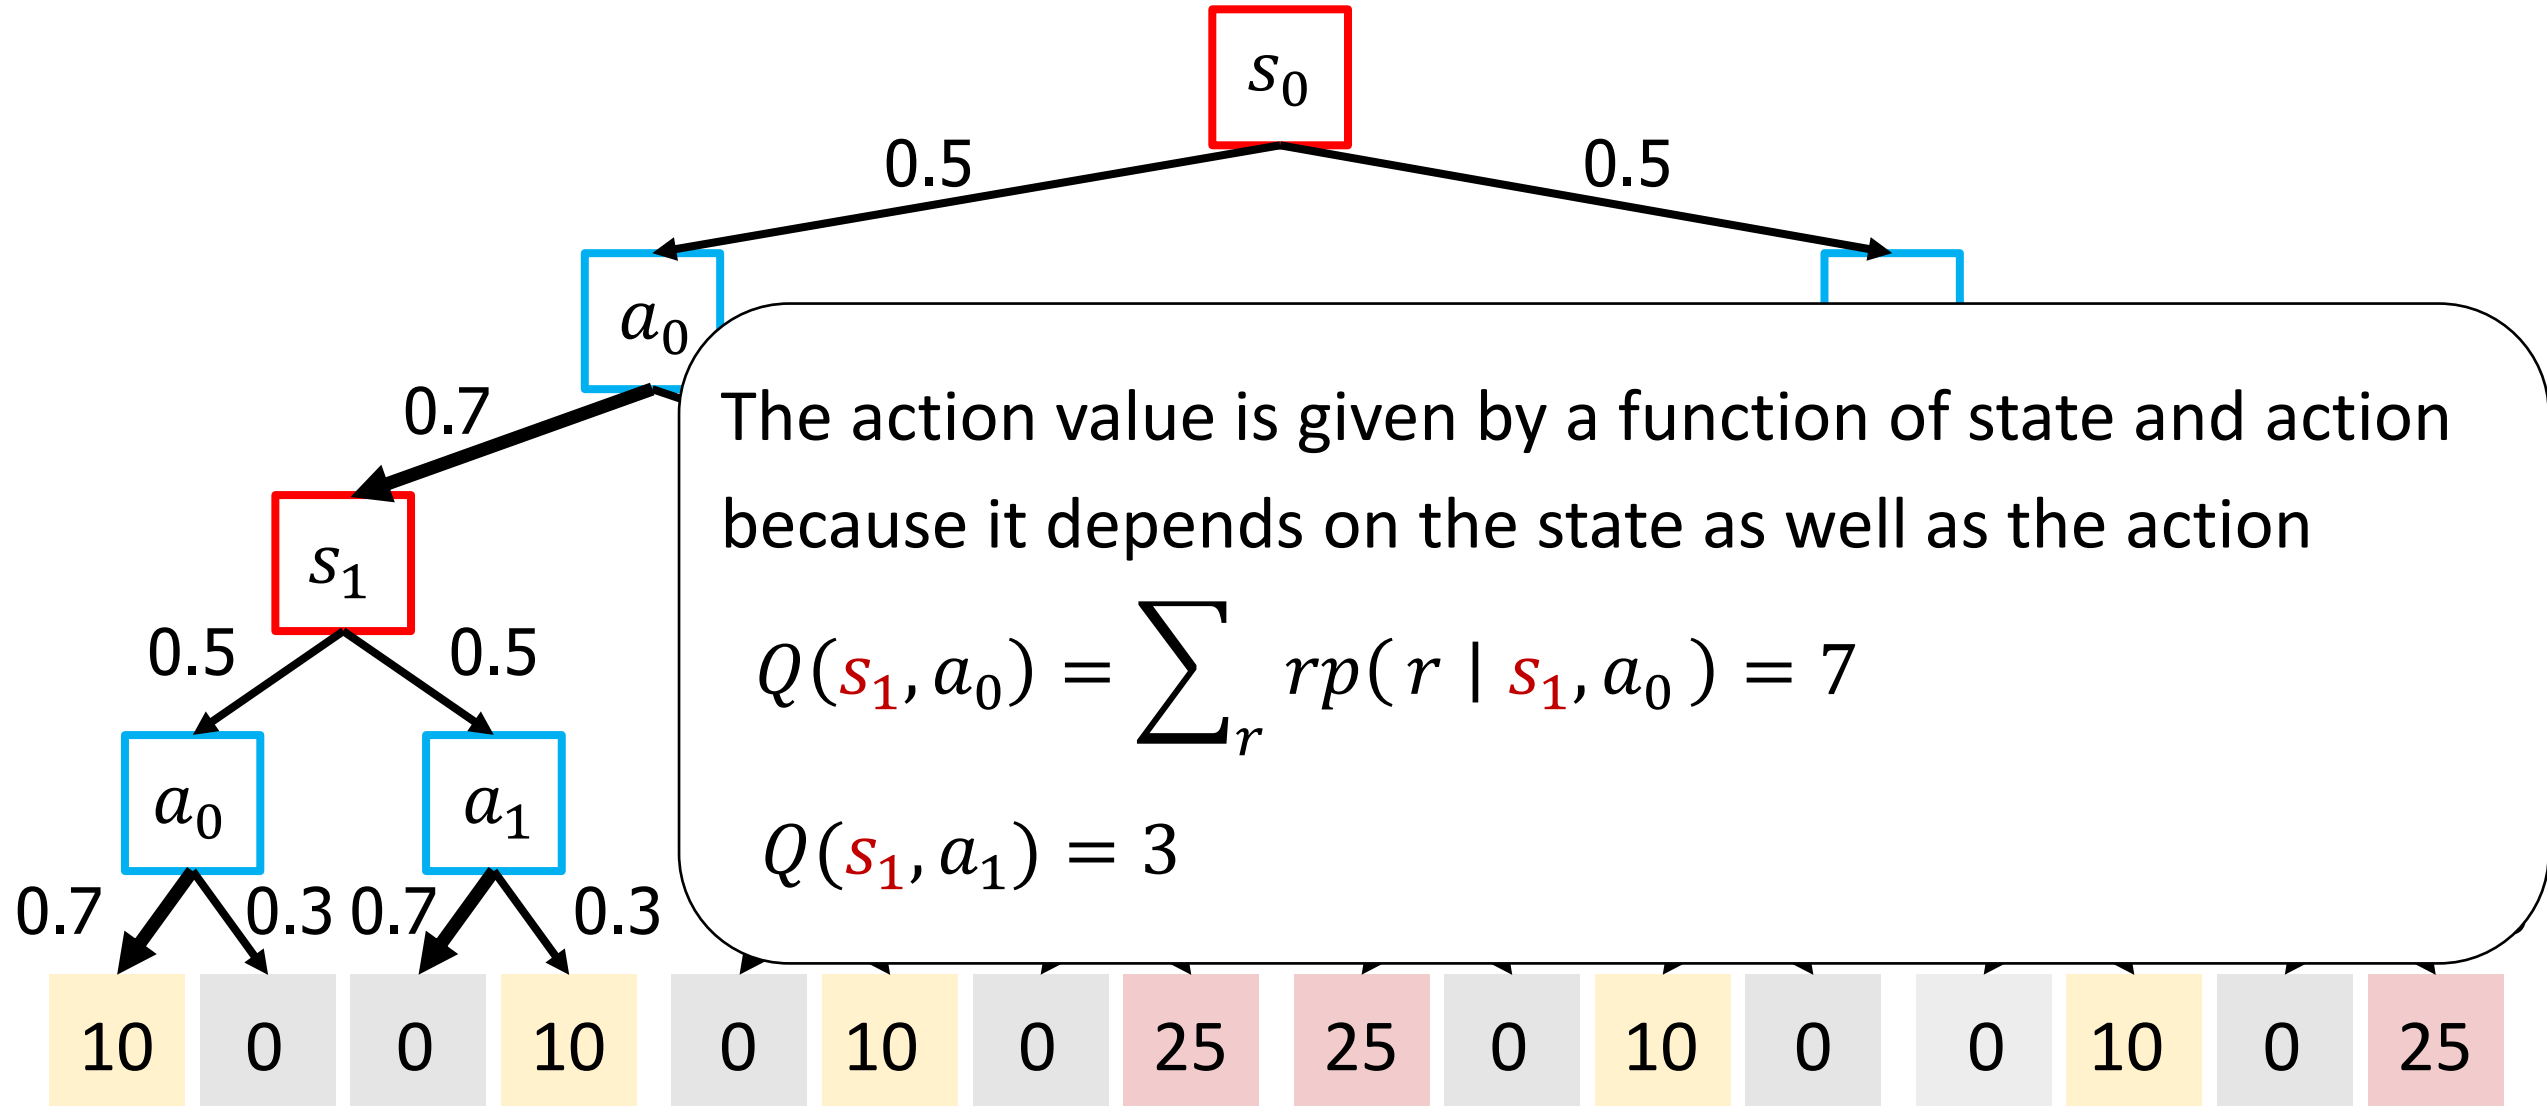 s₀
0.5 0.5
a₀
0.7
The action value is given by a function of state and action
because it depends on the state as well as the action
s₁
0.5 0.5
Q(s₁, a₀) = ∑ᵣ rp( r | s₁, a₀ ) = 7
a₀ a₁
Q(s₁, a₁) = 3
0.7 0.3 0.7 0.3
10 0 0 10 0 10 0 25 25 0 10 0 0 10 0 25